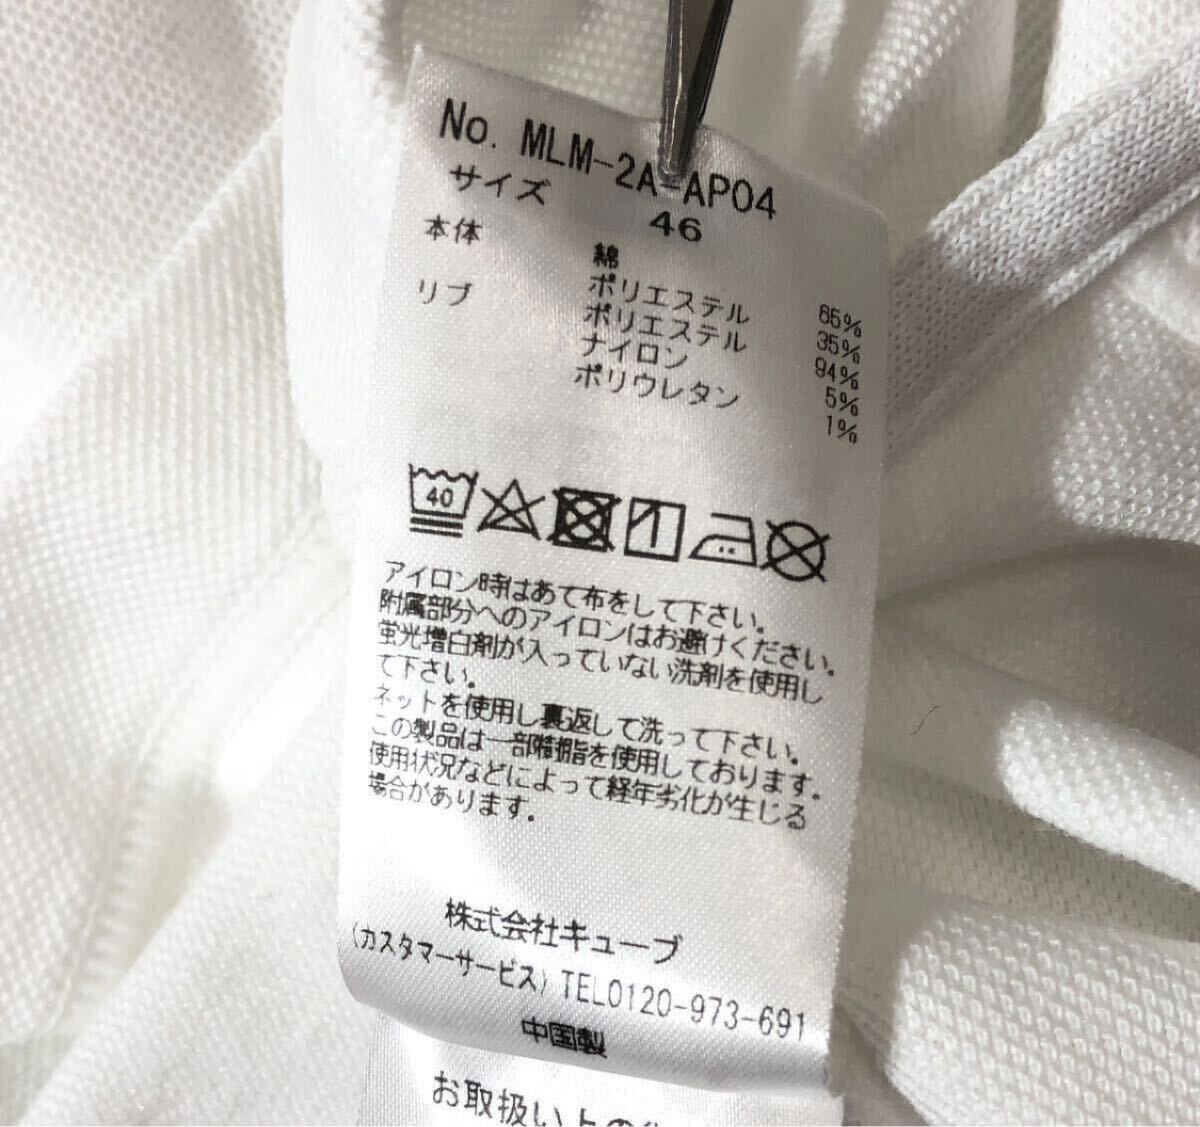 No. MLM-2A-AP04
サイズ 46
本体 綿 65%
ポリエステル 35%
リブ ポリエステル 94%
ナイロン 5%
ポリウレタン 1%
40
アイロン時はあて布をして下さい。
附属部分へのアイロンはお避けください。
蛍光増白剤が入っていない洗剤を使用し
て下さい。
ネットを使用し裏返して洗って下さい。
この製品は一部樹脂を使用しております。
使用状況などによって経年劣化が生じる
場合があります。
株式会社キューブ
(カスタマーサービス) TEL0120-973-691
中国製
お取扱い上の